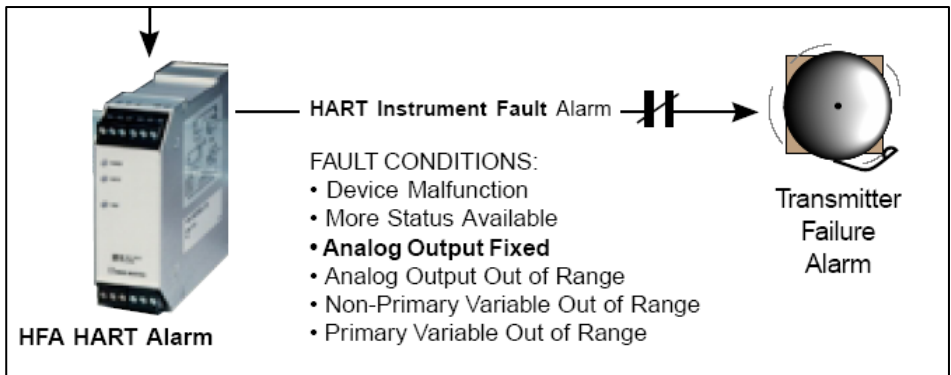 HART Instrument Fault Alarm
FAULT CONDITIONS:
• Device Malfunction
• More Status Available
• Analog Output Fixed
• Analog Output Out of Range
• Non-Primary Variable Out of Range
• Primary Variable Out of Range
HFA HART Alarm
Transmitter
Failure
Alarm